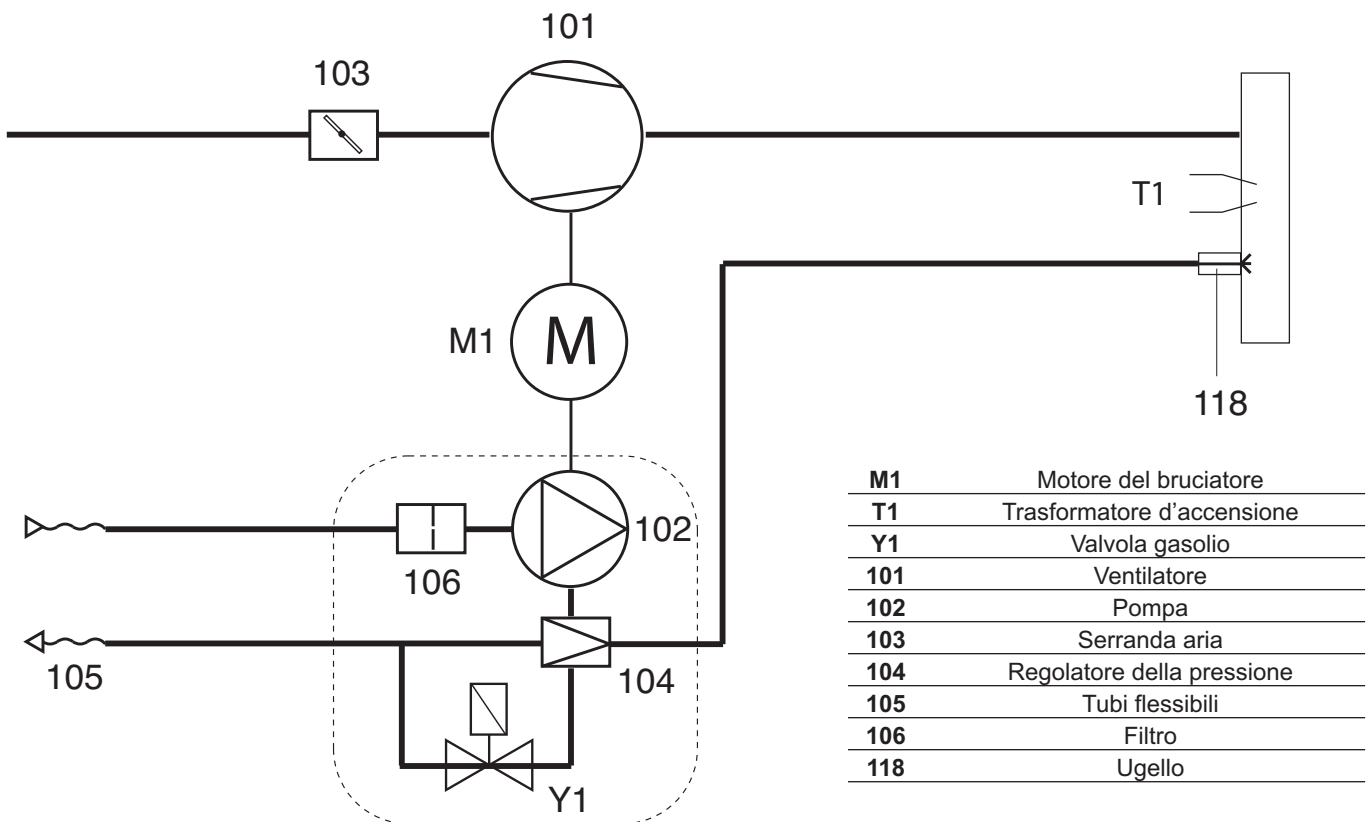 101
103
T1
M1
M
118
102
106
105
104
Y1
M1 Motore del bruciatore
T1 Trasformatore d'accensione
Y1 Valvola gasolio
101 Ventilatore
102 Pompa
103 Serranda aria
104 Regolatore della pressione
105 Tubi flessibili
106 Filtro
118 Ugello